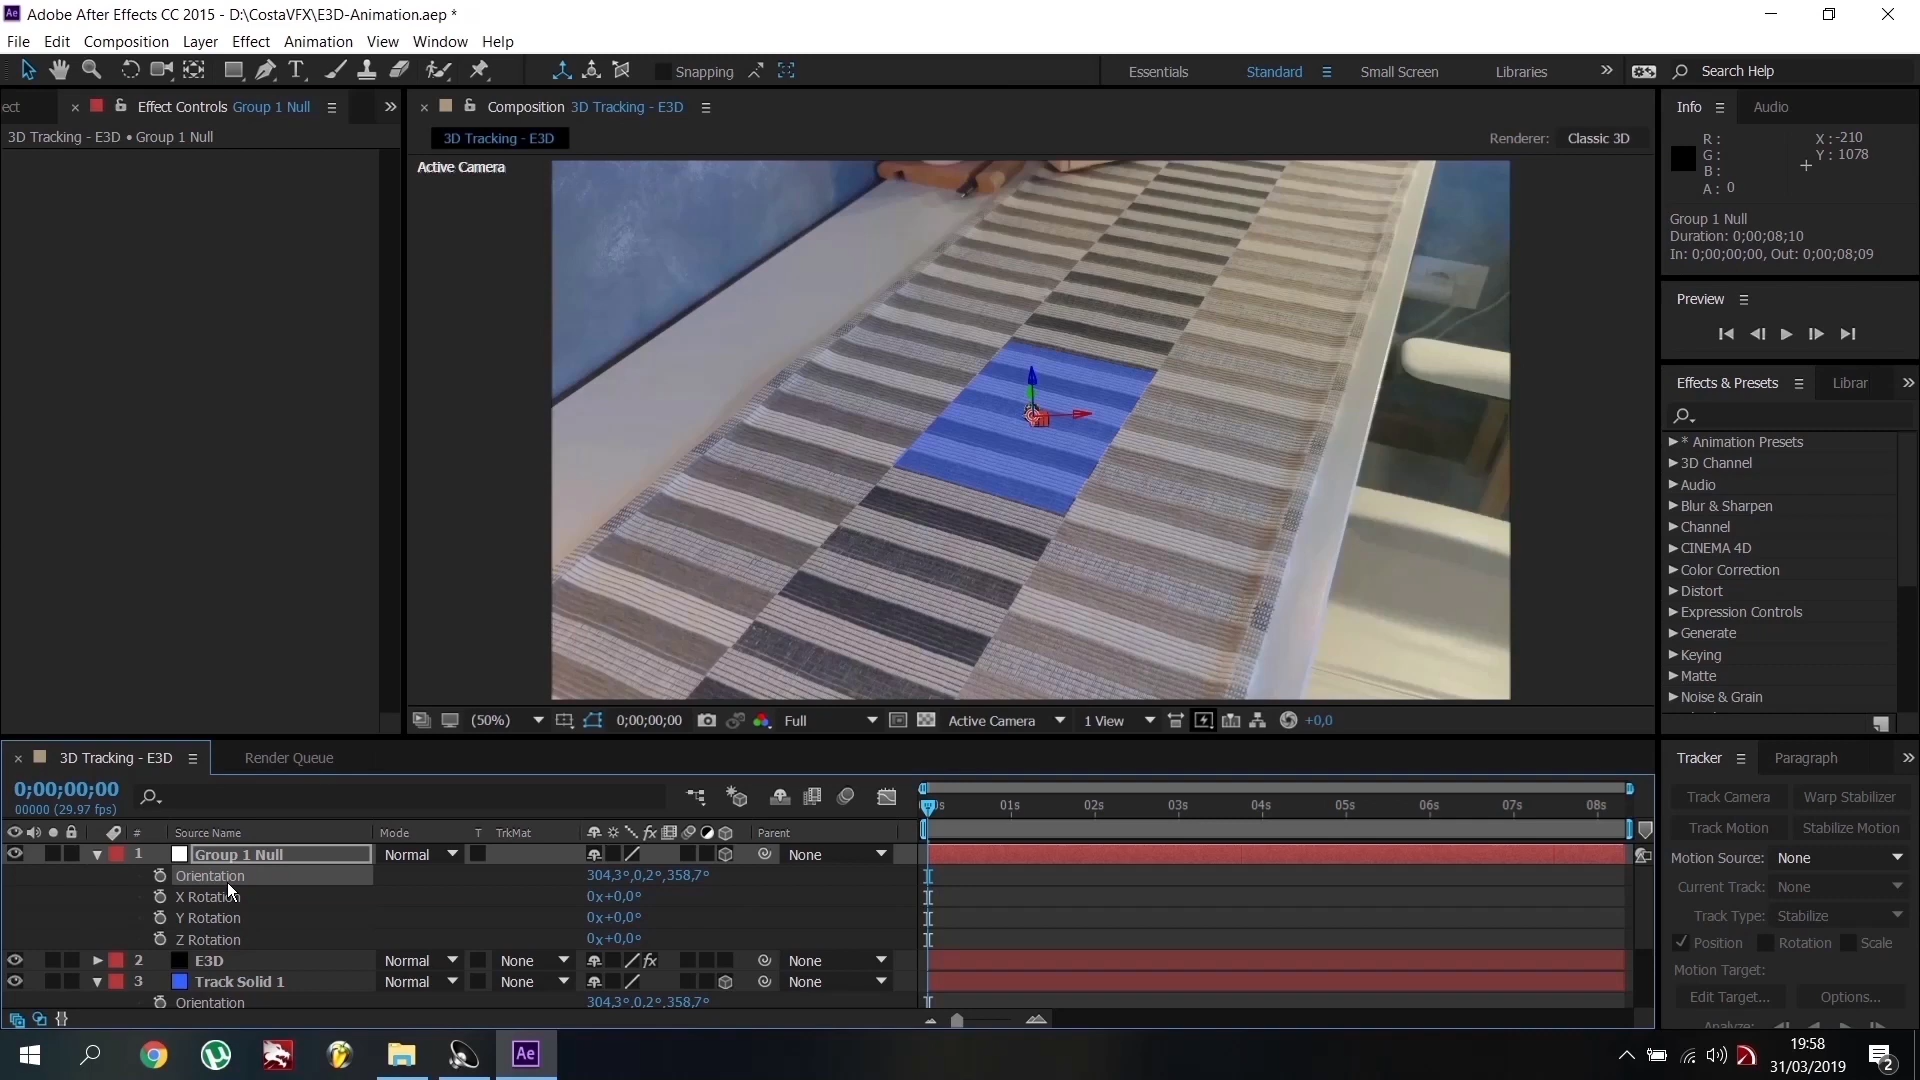 Adobe After Effects CC 2015 - D:\CostaVFX\E3D-Animation.aep *
File Edit Composition Layer Effect Animation View Window Help
Snapping
Essentials Standard Small Screen Libraries Search Help
ect Effect Controls Group 1 Null
3D Tracking - E3D • Group 1 Null
Composition 3D Tracking - E3D
3D Tracking - E3D
Renderer: Classic 3D
Active Camera
Info Audio
R :
G :
B :
A : 0
X : -210
Y : 1078
Group 1 Null
Duration: 0;00;08;10
In: 0;00;00;00, Out: 0;00;08;09
Preview
Effects & Presets Librar
* Animation Presets
3D Channel
Audio
Blur & Sharpen
Channel
CINEMA 4D
Color Correction
Distort
Expression Controls
Generate
Keying
Matte
Noise & Grain
(50%) 0;00;00;00 Full Active Camera 1 View +0,0
3D Tracking - E3D Render Queue
0;00;00;00
00000 (29.97 fps)
01s 02s 03s 04s 05s 06s 07s 08s
# Source Name Mode T TrkMat Parent
1 Group 1 Null Normal None
Orientation 304,3°,0,2°,358,7°
X Rotation 0x+0,0°
Y Rotation 0x+0,0°
Z Rotation 0x+0,0°
2 E3D Normal None None
3 Track Solid 1 Normal None None
Orientation 304,3°,0,2°,358,7°
Tracker Paragraph
Track Camera Warp Stabilizer
Track Motion Stabilize Motion
Motion Source: None
Current Track: None
Track Type: Stabilize
Position Rotation Scale
Motion Target:
Edit Target... Options...
Analyze:
Ae
19:58
31/03/2019
2